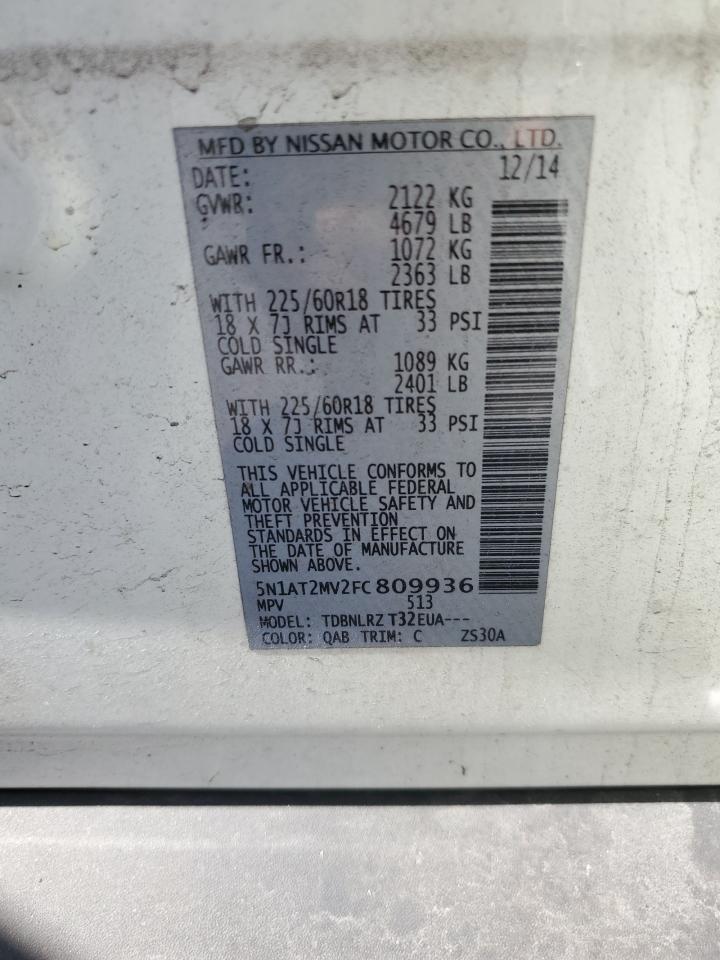 MFD BY NISSAN MOTOR CO., LTD.
DATE: 12/14
GVWR: 2122 KG
4679 LB
GAWR FR.: 1072 KG
2363 LB
WITH 225/60R18 TIRES
18 X 7J RIMS AT 33 PSI
COLD SINGLE
GAWR RR.: 1089 KG
2401 LB
WITH 225/60R18 TIRES
18 X 7J RIMS AT 33 PSI
COLD SINGLE
THIS VEHICLE CONFORMS TO
ALL APPLICABLE FEDERAL
MOTOR VEHICLE SAFETY AND
THEFT PREVENTION
STANDARDS IN EFFECT ON
THE DATE OF MANUFACTURE
SHOWN ABOVE.
5N1AT2MV2FC809936
MPV 513
MODEL: TDBNLRZ T32EUA---
COLOR: QAB TRIM: C ZS30A